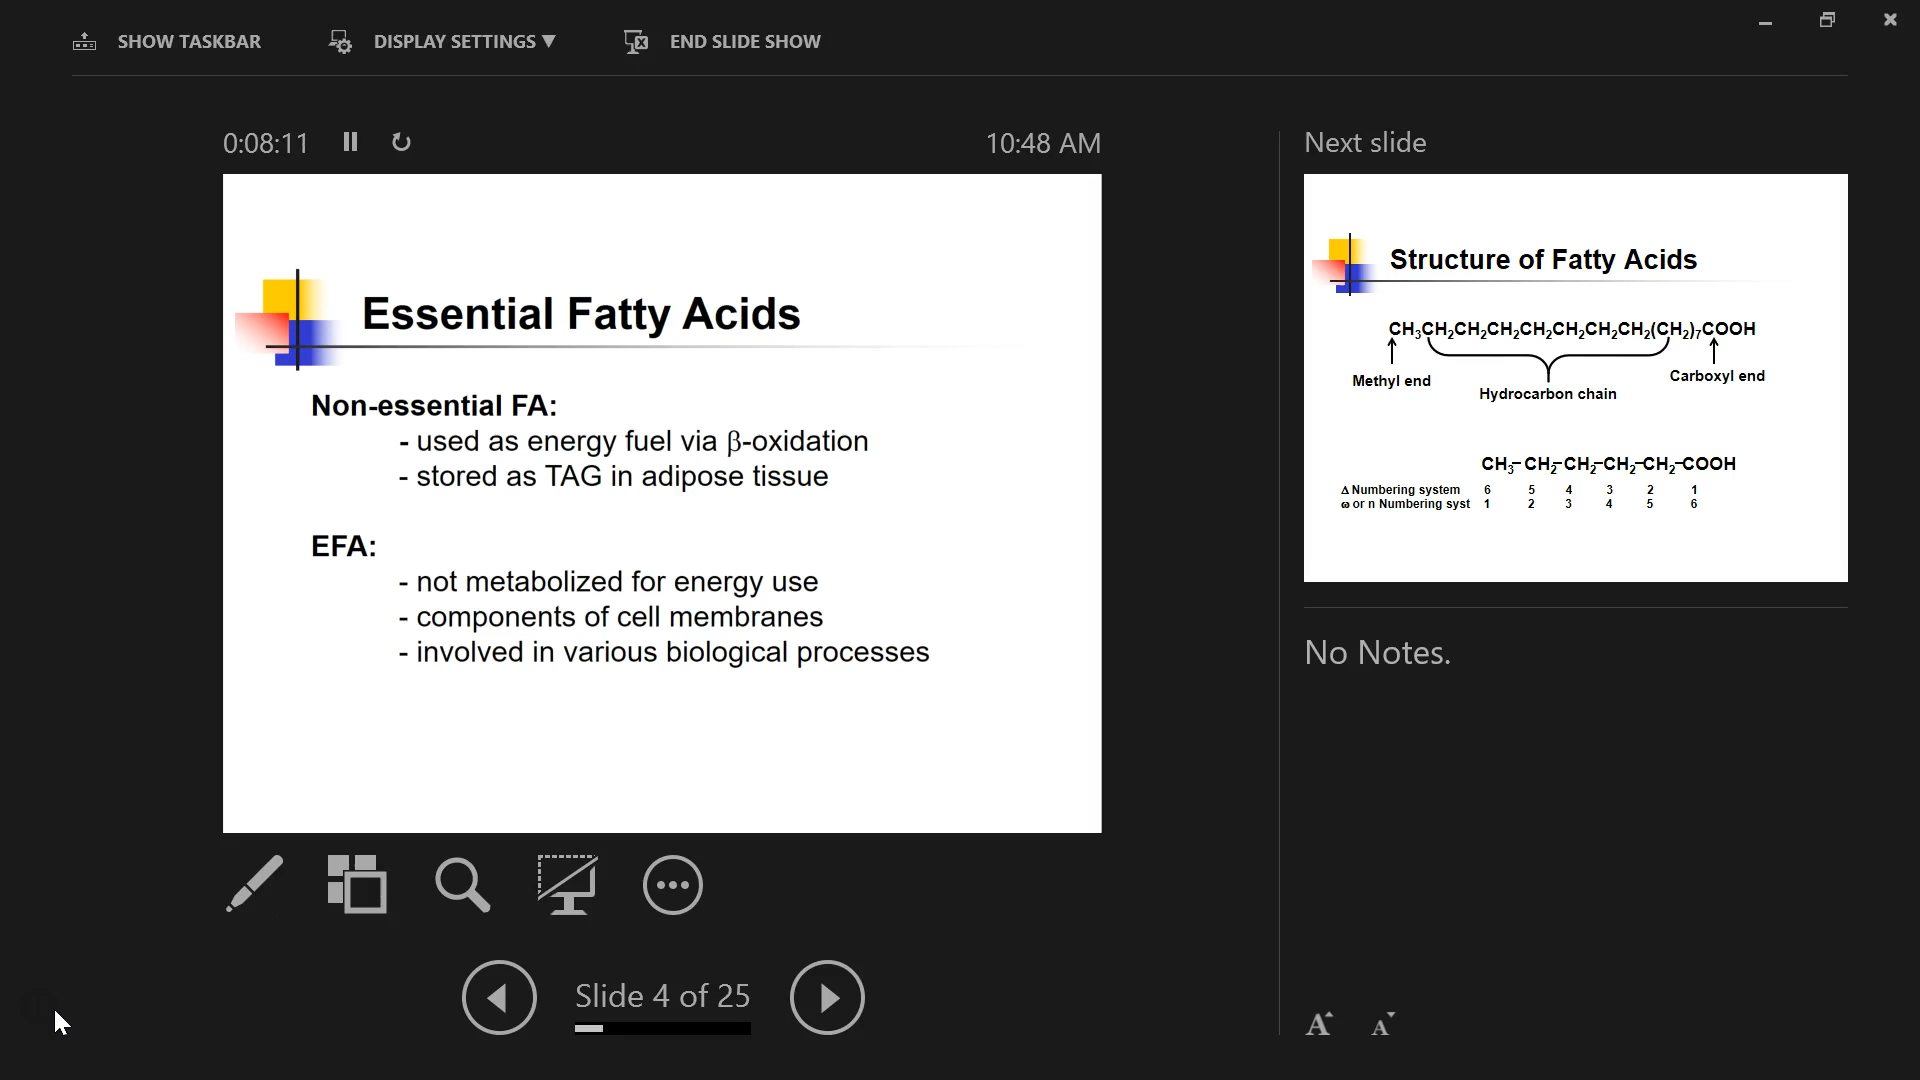 SHOW TASKBAR
DISPLAY SETTINGS ▼
END SLIDE SHOW
0:08:11
10:48 AM
Essential Fatty Acids
Non-essential FA:
- used as energy fuel via β-oxidation
- stored as TAG in adipose tissue
EFA:
- not metabolized for energy use
- components of cell membranes
- involved in various biological processes
Slide 4 of 25
Next slide
Structure of Fatty Acids
CH₃CH₂CH₂CH₂CH₂CH₂CH₂CH₂(CH₂)₇COOH
Methyl end
Carboxyl end
Hydrocarbon chain
CH₃–CH₂–CH₂–CH₂–CH₂–COOH
Δ Numbering system 6 5 4 3 2 1
ω or n Numbering syst 1 2 3 4 5 6
No Notes.
A A